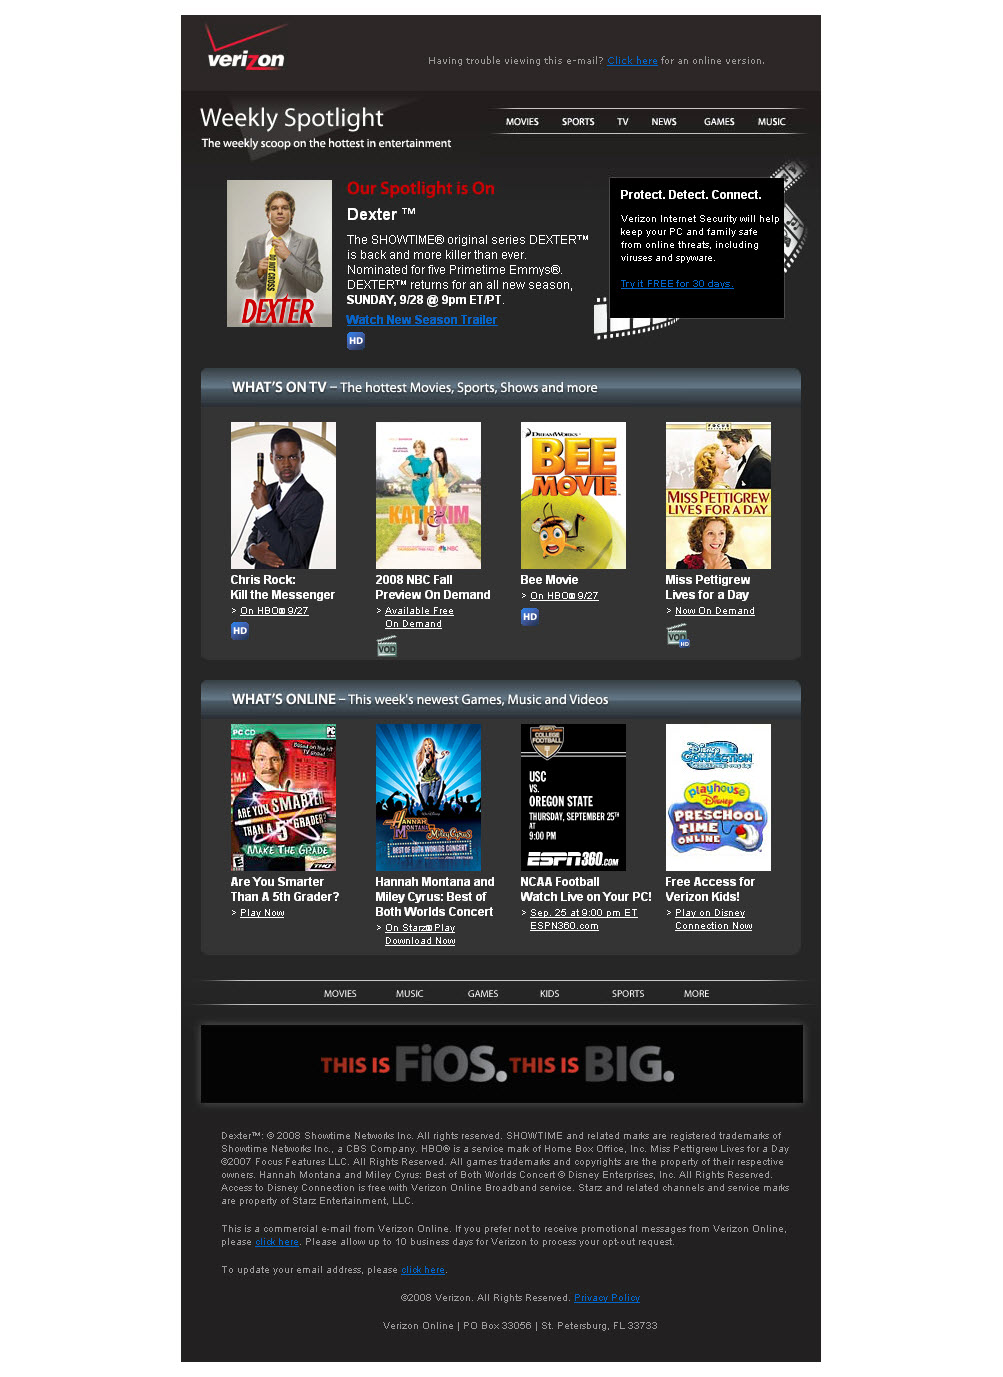 verizon
Having trouble viewing this e-mail? Click here for an online version.
Weekly Spotlight
The weekly scoop on the hottest in entertainment
MOVIES SPORTS TV NEWS GAMES MUSIC
DO NOT CROSS
DEXTER
Our Spotlight is On
Dexter ™
The SHOWTIME® original series DEXTER™
is back and more killer than ever.
Nominated for five Primetime Emmys®.
DEXTER™ returns for an all new season,
SUNDAY, 9/28 @ 9pm ET/PT.
Watch New Season Trailer
HD
Protect. Detect. Connect.
Verizon Internet Security will help
keep your PC and family safe
from online threats, including
viruses and spyware.
Try it FREE for 30 days.
WHAT'S ON TV – The hottest Movies, Sports, Shows and more
KATH & KIM
NBC
DREAMWORKS
BEE
MOVIE
FOCUS
MISS PETTIGREW
LIVES FOR A DAY
Chris Rock:
Kill the Messenger
> On HBO® 9/27
HD
2008 NBC Fall
Preview On Demand
> Available Free
On Demand
VOD
Bee Movie
> On HBO® 9/27
HD
Miss Pettigrew
Lives for a Day
> Now On Demand
VOD HD
WHAT'S ONLINE – This week's newest Games, Music and Videos
PC CD
Based on the hit
TV show!
ARE YOU SMARTER
THAN A 5th GRADER?
MAKE THE GRADE
THQ
HANNAH
MONTANA Miley Cyrus
BEST OF BOTH WORLDS CONCERT
COLLEGE
FOOTBALL
USC
VS.
OREGON STATE
THURSDAY, SEPTEMBER 25TH
AT
9:00 PM
ESPN360.COM
Disney
CONNECTION
playhouse
Disney
PRESCHOOL
TIME
ONLINE
Are You Smarter
Than A 5th Grader?
> Play Now
Hannah Montana and
Miley Cyrus: Best of
Both Worlds Concert
> On Starz® Play
Download Now
NCAA Football
Watch Live on Your PC!
> Sep. 25 at 9:00 pm ET
ESPN360.com
Free Access for
Verizon Kids!
> Play on Disney
Connection Now
MOVIES MUSIC GAMES KIDS SPORTS MORE
THIS IS FiOS. THIS IS BIG.
Dexter™: © 2008 Showtime Networks Inc. All rights reserved. SHOWTIME and related marks are registered trademarks of
Showtime Networks Inc., a CBS Company. HBO® is a service mark of Home Box Office, Inc. Miss Pettigrew Lives for a Day
©2007 Focus Features LLC. All Rights Reserved. All games trademarks and copyrights are the property of their respective
owners. Hannah Montana and Miley Cyrus: Best of Both Worlds Concert © Disney Enterprises, Inc. All Rights Reserved.
Access to Disney Connection is free with Verizon Online Broadband service. Starz and related channels and service marks
are property of Starz Entertainment, LLC.
This is a commercial e-mail from Verizon Online. If you prefer not to receive promotional messages from Verizon Online,
please click here. Please allow up to 10 business days for Verizon to process your opt-out request.
To update your email address, please click here.
©2008 Verizon. All Rights Reserved. Privacy Policy
Verizon Online | PO Box 33056 | St. Petersburg, FL 33733